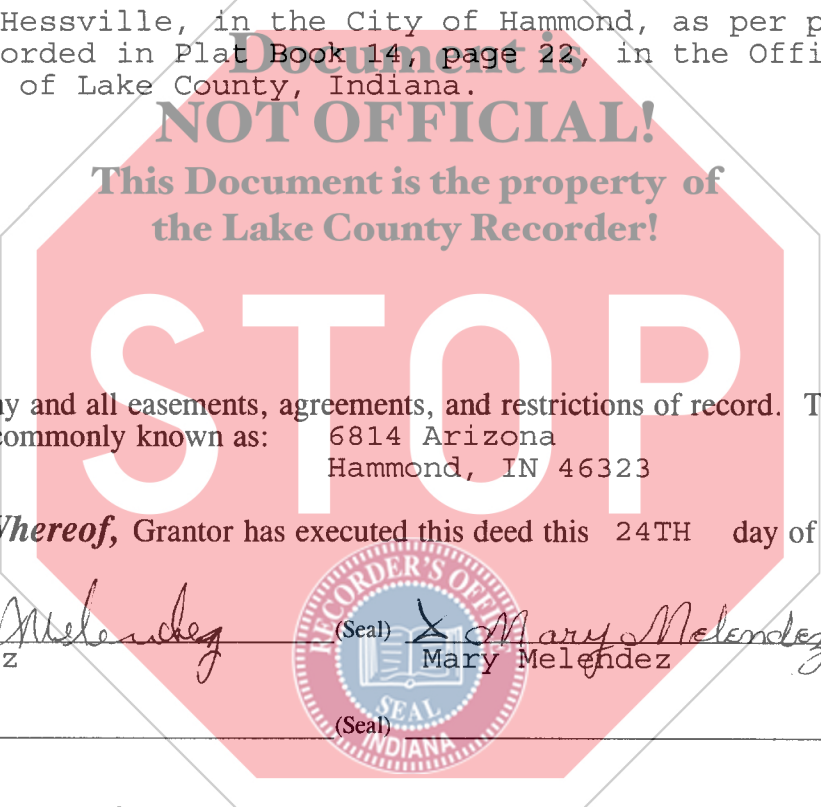 Hessville, in the City of Hammond, as per p
orded in Plat Book 14, page 22, in the Offi
of Lake County, Indiana.
Document is
NOT OFFICIAL!
This Document is the property of
the Lake County Recorder!
STOP
ny and all easements, agreements, and restrictions of record. T
commonly known as: 6814 Arizona
Hammond, IN 46323
Whereof, Grantor has executed this deed this 24TH day of
Melendez (Seal) X Mary Melendez
z Mary Melendez
(Seal)
RECORDER'S OFFI
SEAL
INDIANA